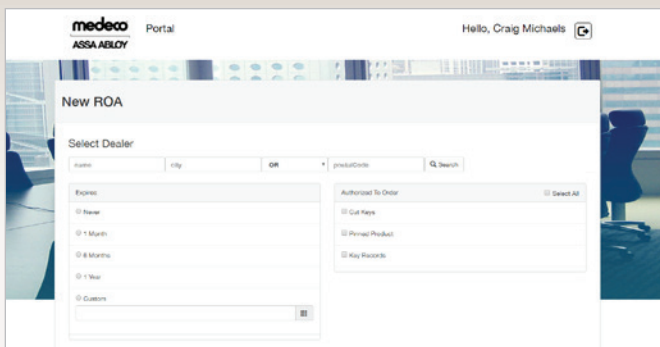 medeco
ASSA ABLOY
Portal
Hello, Craig Michaels
New ROA
Select Dealer
name
city
OR
postalCode
Search
Expires
Never
1 Month
6 Months
1 Year
Custom
Authorized To Order
Select All
Cut Keys
Pinned Product
Key Records